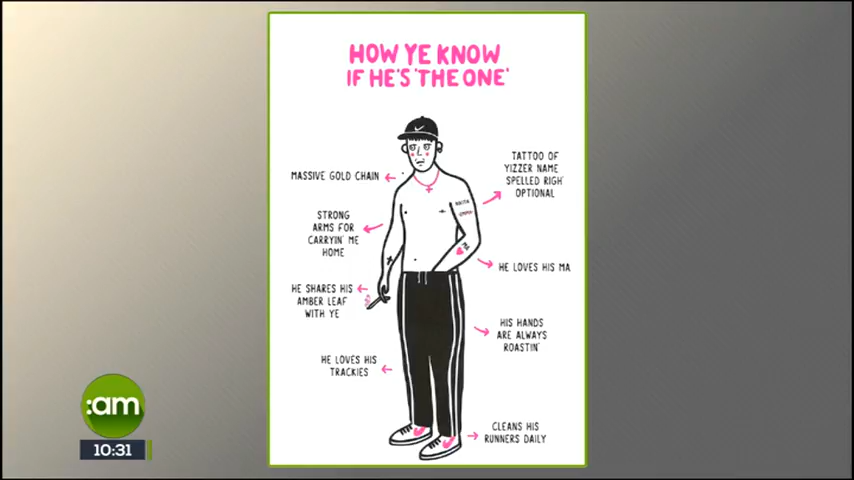 HOW YE KNOW
IF HE'S 'THE ONE'
MASSIVE GOLD CHAIN
TATTOO OF
YIZZER NAME
SPELLED RIGH
OPTIONAL
STRONG
ARMS FOR
CARRYIN' ME
HOME
MA
HE LOVES HIS MA
HE SHARES HIS
AMBER LEAF
WITH YE
HIS HANDS
ARE ALWAYS
ROASTIN'
HE LOVES HIS
TRACKIES
CLEANS HIS
RUNNERS DAILY
:am
10:31